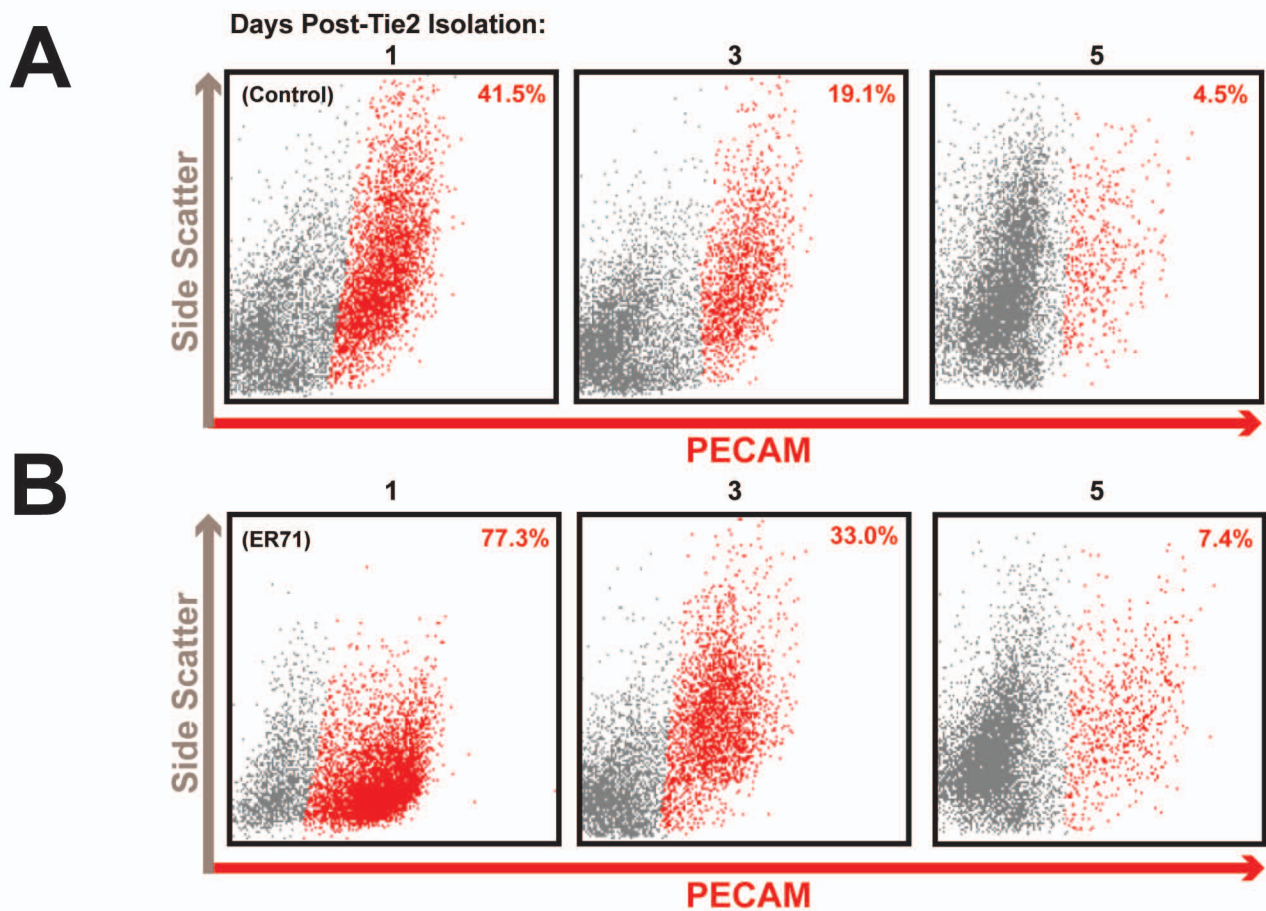 A
Days Post-Tie2 Isolation:
1 3 5
(Control) 41.5% 19.1% 4.5%
Side Scatter
PECAM
B
1 3 5
(ER71) 77.3% 33.0% 7.4%
Side Scatter
PECAM